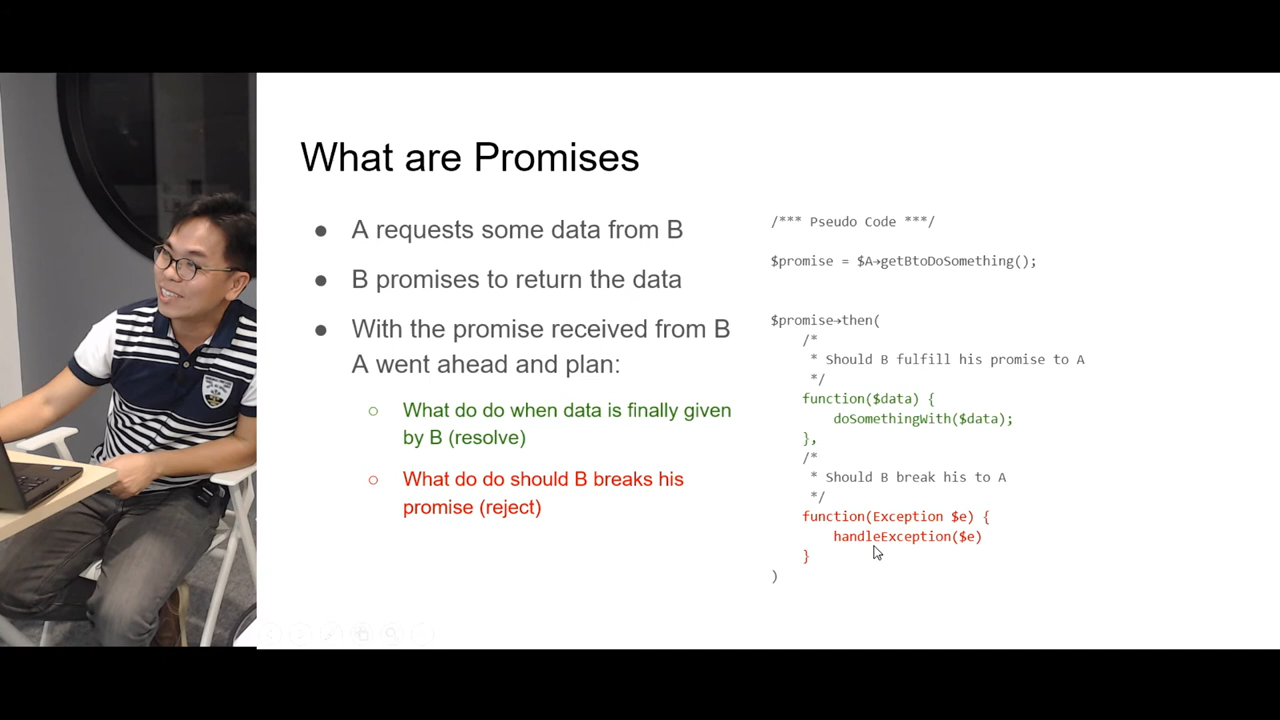 What are Promises
● A requests some data from B
● B promises to return the data
● With the promise received from B
A went ahead and plan:
○ What do do when data is finally given
by B (resolve)
○ What do do should B breaks his
promise (reject)
/*** Pseudo Code ***/
$promise = $A→getBtoDoSomething();
$promise→then(
/*
* Should B fulfill his promise to A
*/
function($data) {
doSomethingWith($data);
},
/*
* Should B break his to A
*/
function(Exception $e) {
handleException($e)
}
)